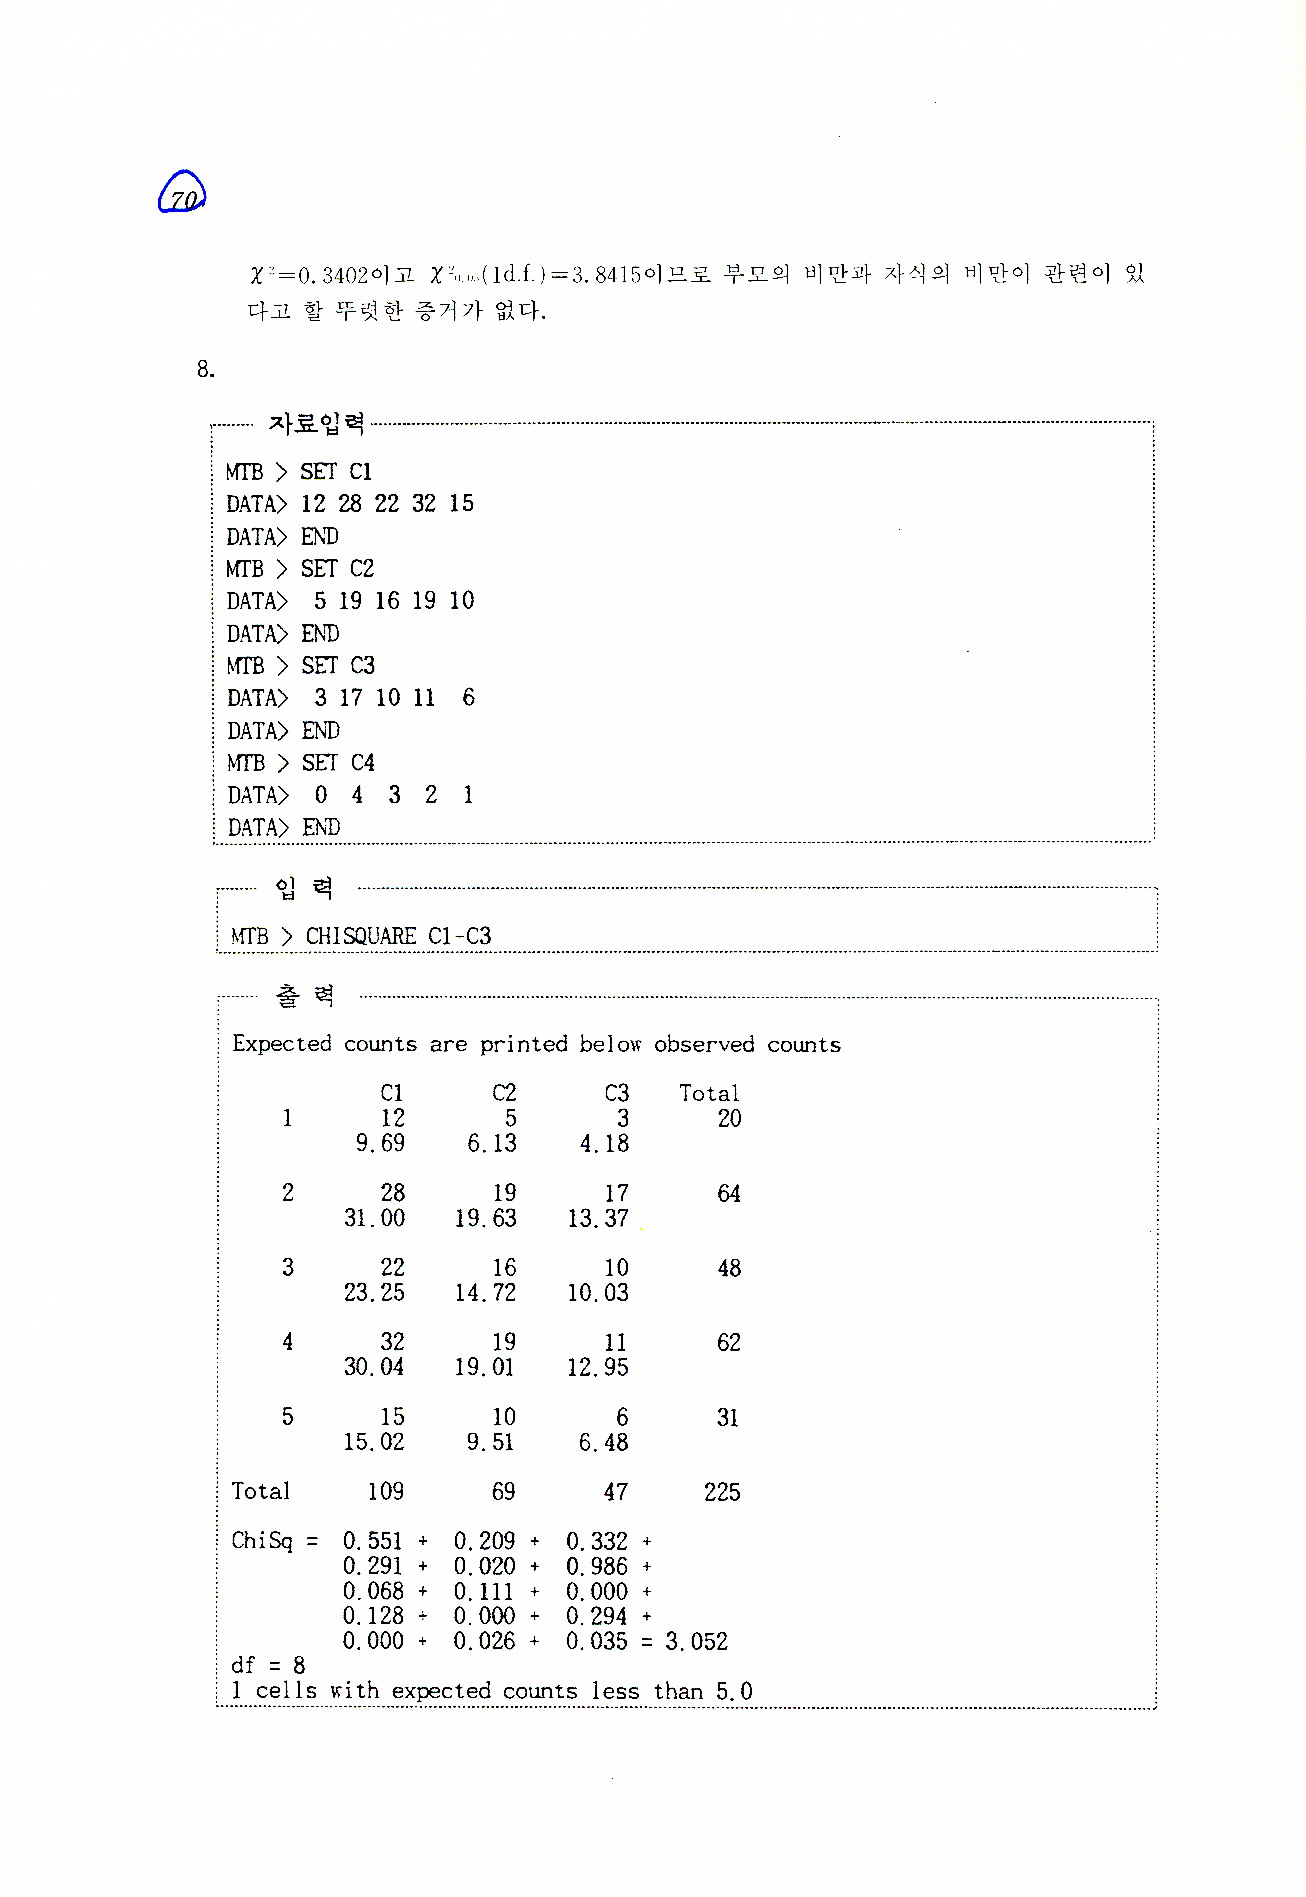 70
χ²=0.3402이고 χ²₀.₀₅(1d.f.)=3.8415이므로 부모의 비만과 자식의 비만이 관련이 있
다고 할 뚜렷한 증거가 없다.
8.
자료입력
MTB > SET C1
DATA> 12 28 22 32 15
DATA> END
MTB > SET C2
DATA> 5 19 16 19 10
DATA> END
MTB > SET C3
DATA> 3 17 10 11 6
DATA> END
MTB > SET C4
DATA> 0 4 3 2 1
DATA> END
입 력
MTB > CHISQUARE C1-C3
출 력
Expected counts are printed below observed counts
C1 C2 C3 Total
1 12 5 3 20
9.69 6.13 4.18
2 28 19 17 64
31.00 19.63 13.37
3 22 16 10 48
23.25 14.72 10.03
4 32 19 11 62
30.04 19.01 12.95
5 15 10 6 31
15.02 9.51 6.48
Total 109 69 47 225
ChiSq = 0.551 + 0.209 + 0.332 +
0.291 + 0.020 + 0.986 +
0.068 + 0.111 + 0.000 +
0.128 + 0.000 + 0.294 +
0.000 + 0.026 + 0.035 = 3.052
df = 8
1 cells with expected counts less than 5.0